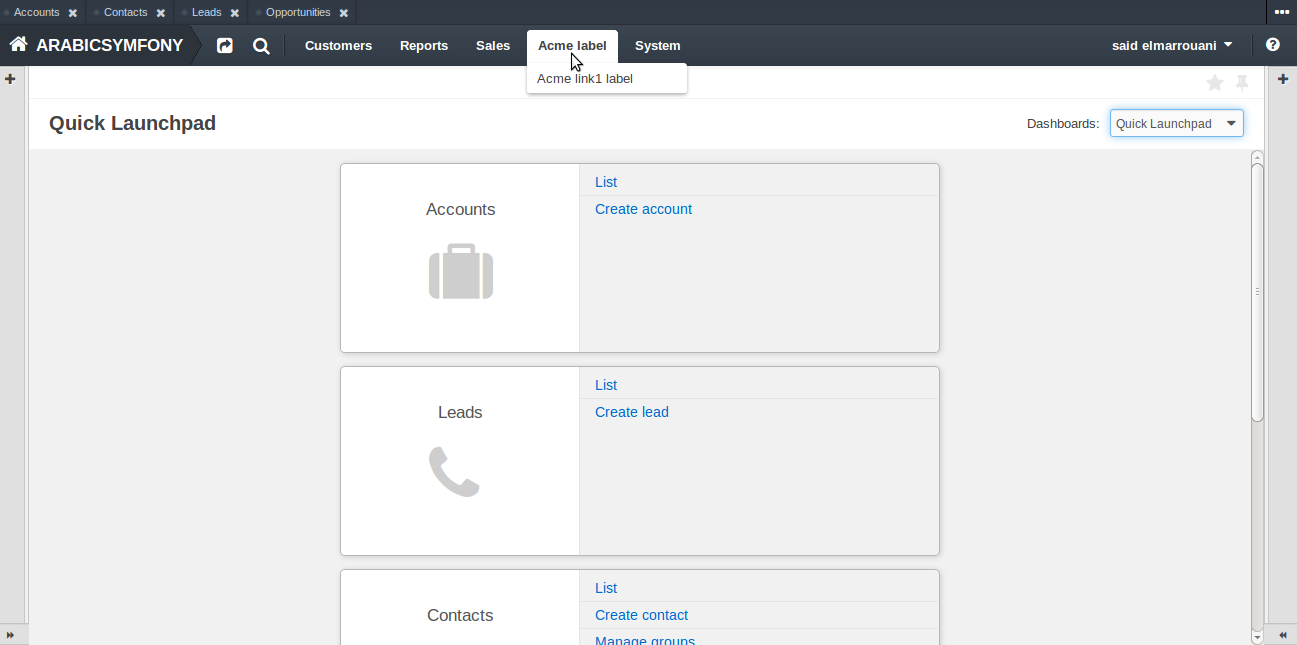 Accounts Contacts Leads Opportunities
ARABICSYMFONY Customers Reports Sales Acme label System said elmarrouani
Acme link1 label
Quick Launchpad Dashboards: Quick Launchpad
Accounts
List
Create account
Leads
List
Create lead
Contacts
List
Create contact
Manage groups